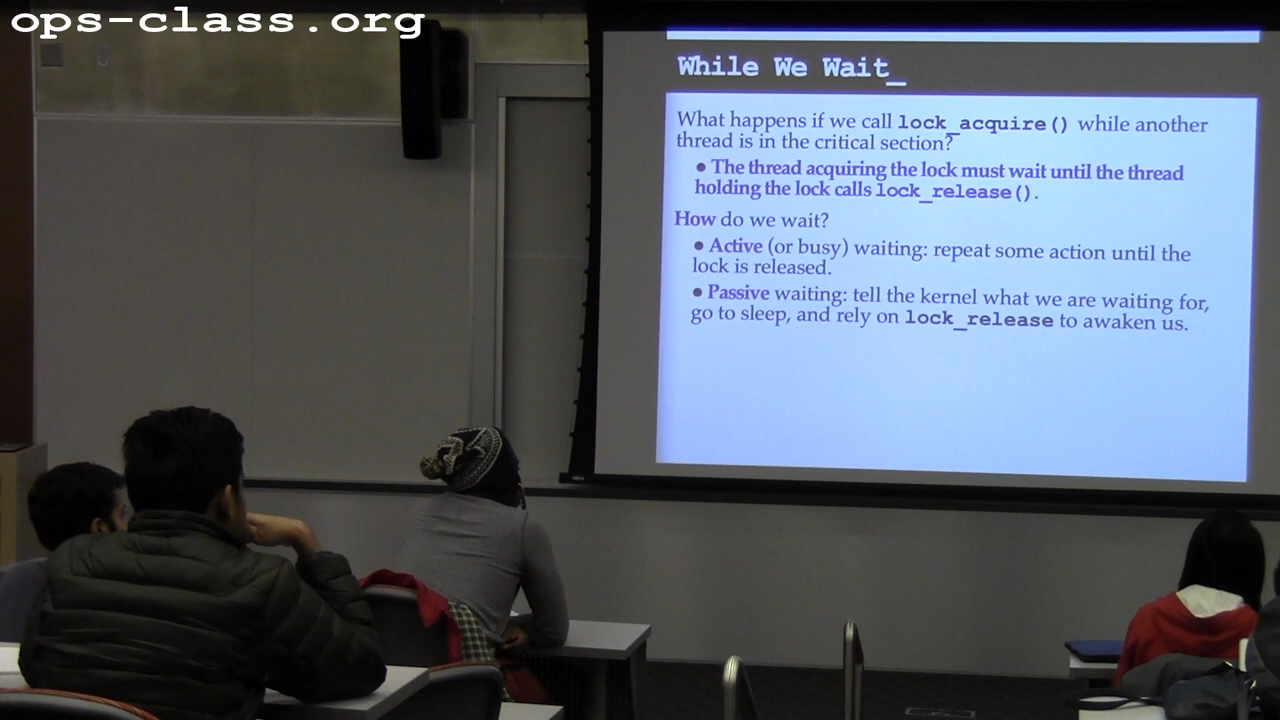 ops-class.org
While We Wait_
What happens if we call lock_acquire() while another
thread is in the critical section?
● The thread acquiring the lock must wait until the thread
holding the lock calls lock_release().
How do we wait?
● Active (or busy) waiting: repeat some action until the
lock is released.
● Passive waiting: tell the kernel what we are waiting for,
go to sleep, and rely on lock_release to awaken us.